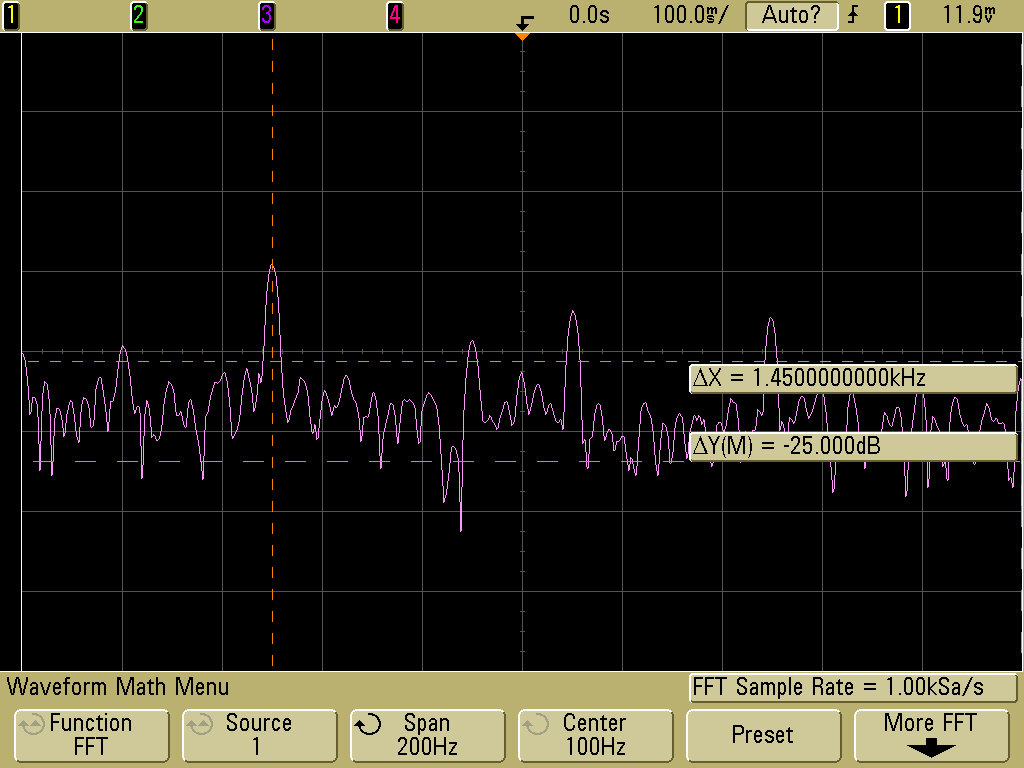 1 2 3 4 0.0s 100.0㎳/ Auto? 1 11.9mV
ΔX = 1.4500000000kHz
ΔY(M) = -25.000dB
Waveform Math Menu
FFT Sample Rate = 1.00kSa/s
Function
FFT
Source
1
Span
200Hz
Center
100Hz
Preset
More FFT